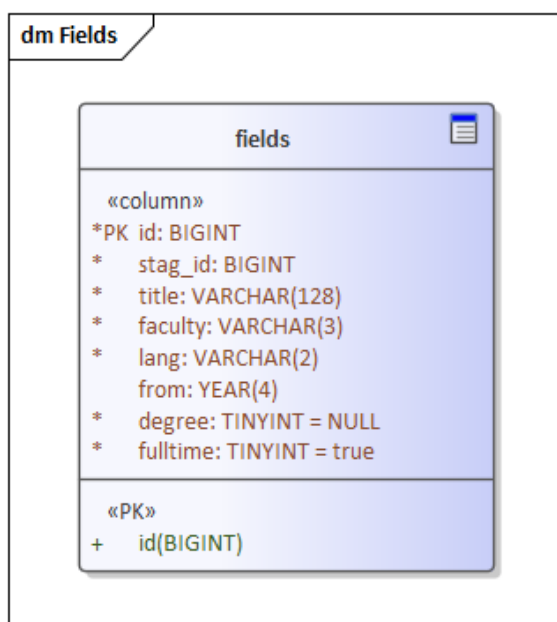 dm Fields
fields
«column»
*PK id: BIGINT
* stag_id: BIGINT
* title: VARCHAR(128)
* faculty: VARCHAR(3)
* lang: VARCHAR(2)
from: YEAR(4)
* degree: TINYINT = NULL
* fulltime: TINYINT = true
«PK»
+ id(BIGINT)